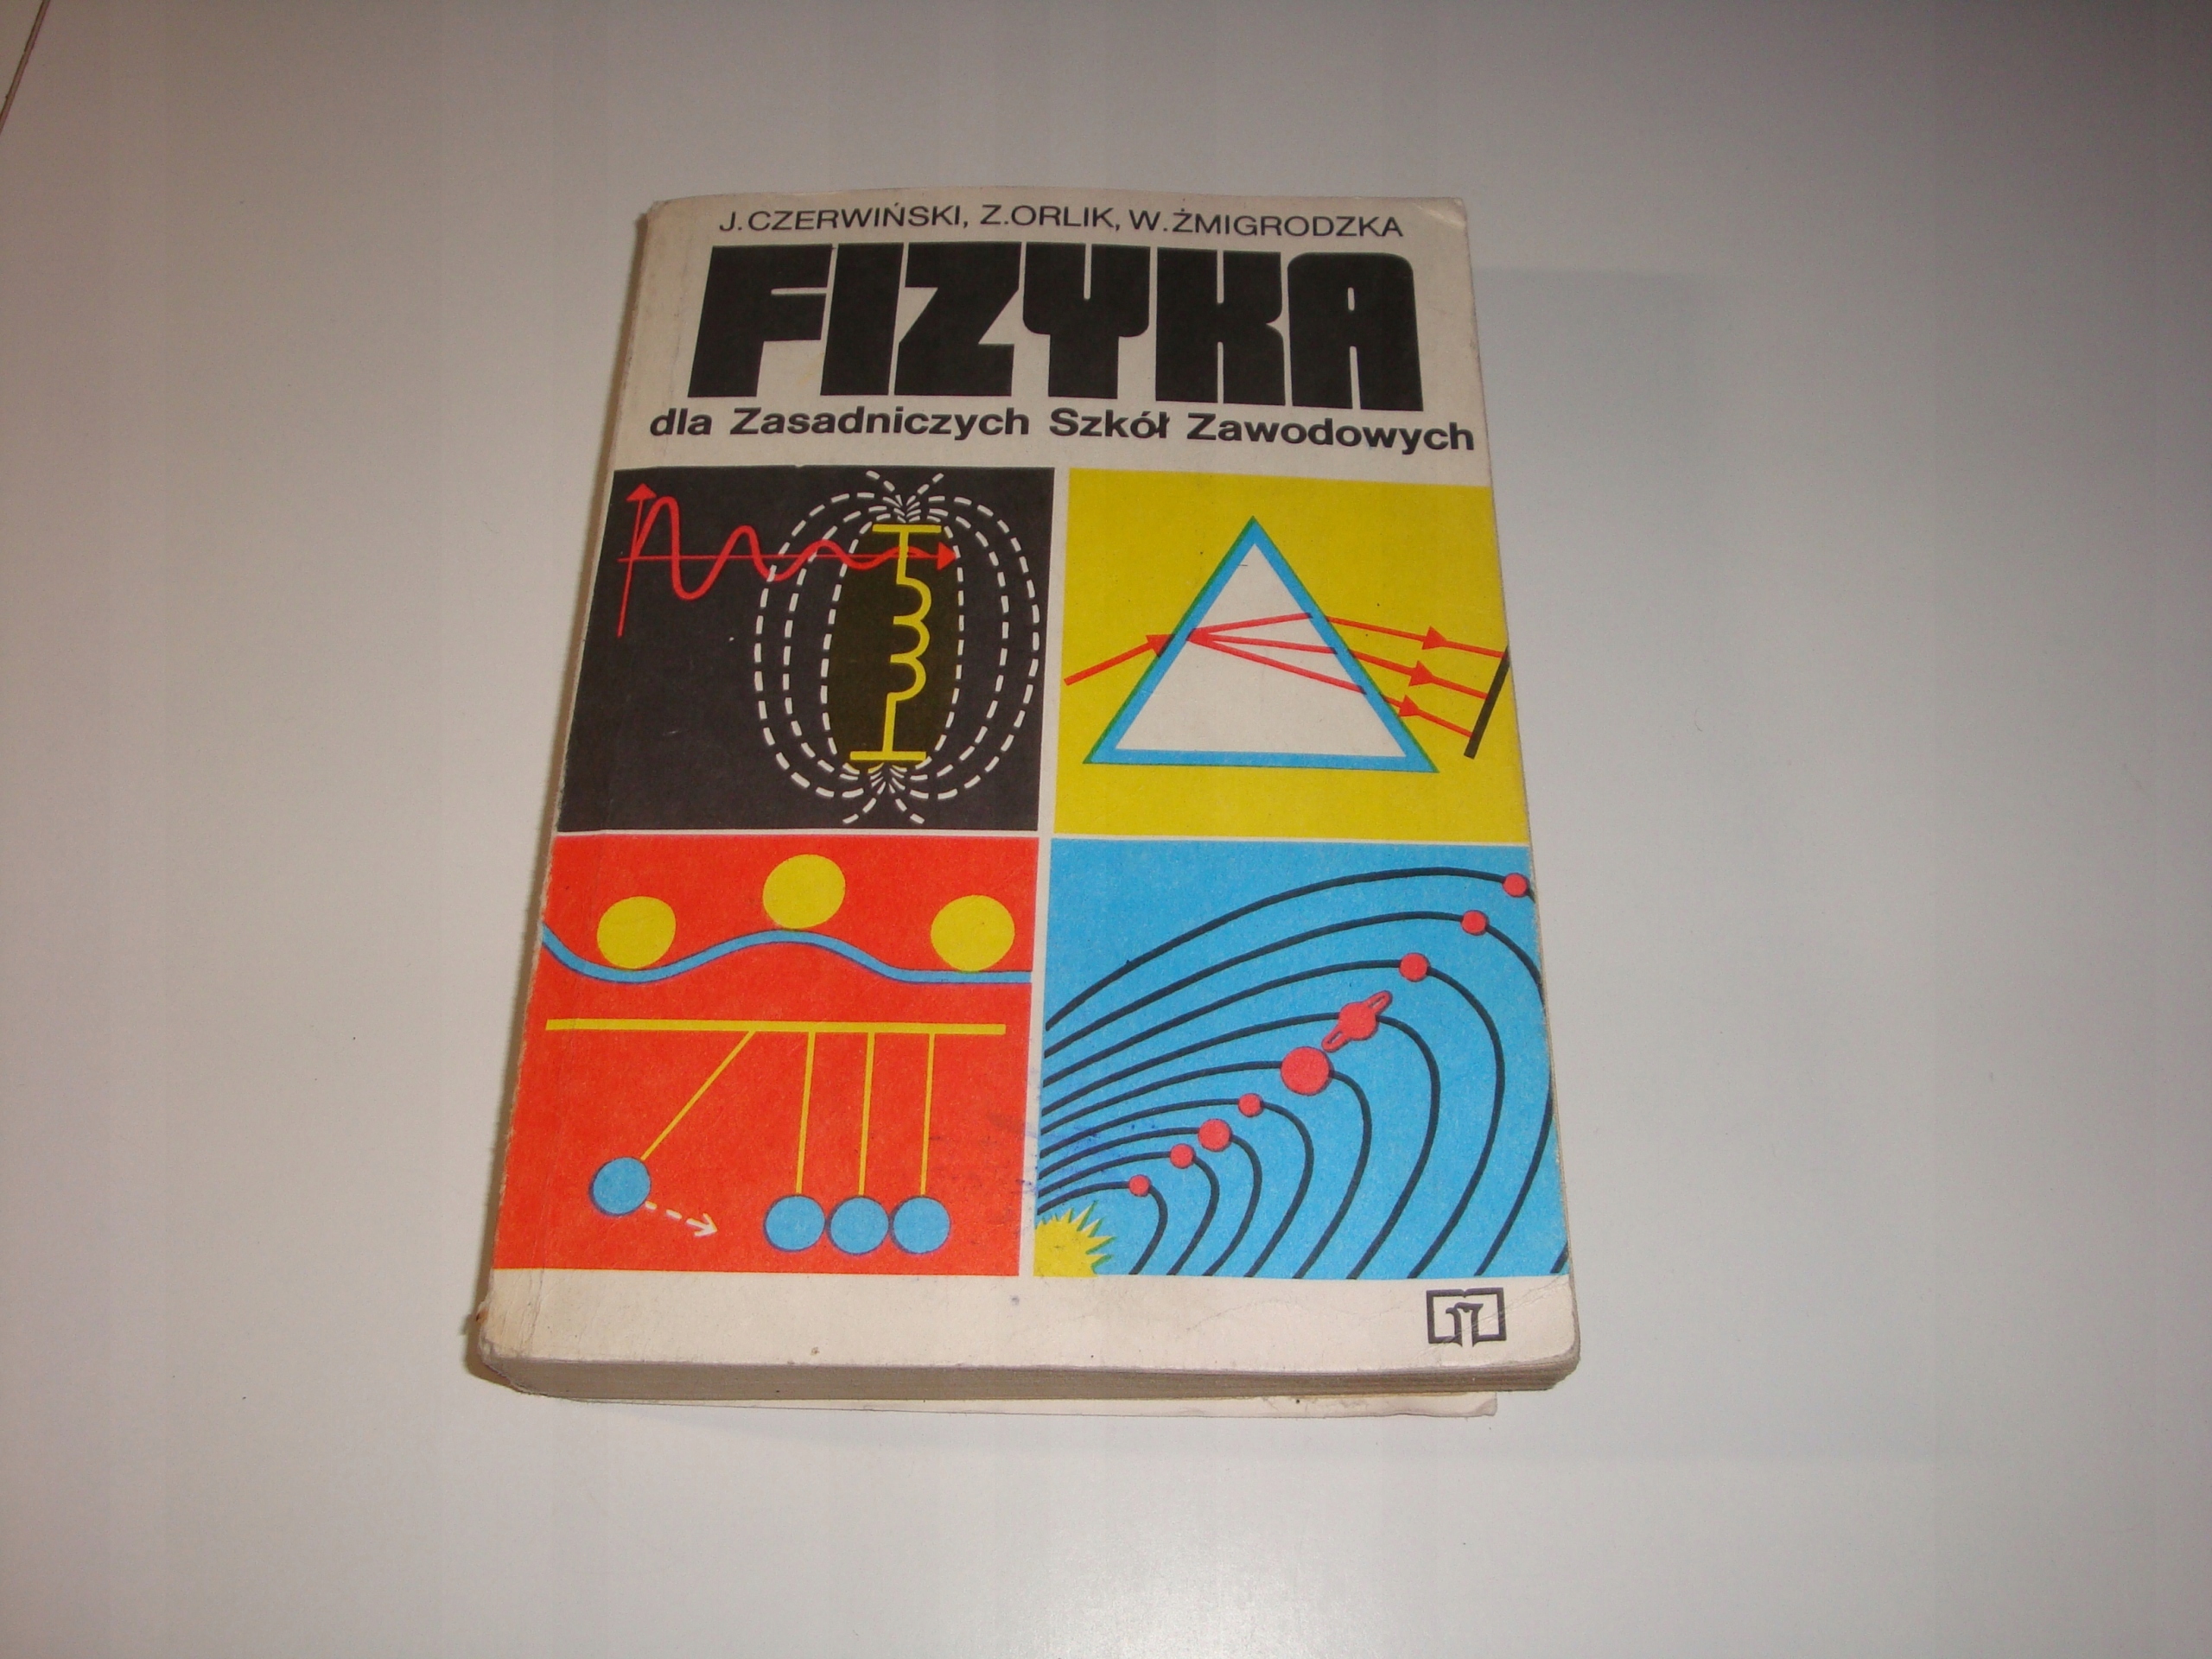 J. CZERWIŃSKI, Z. ORLIK, W. ŻMIGRODZKA
FIZYKA
dla Zasadniczych Szkół Zawodowych